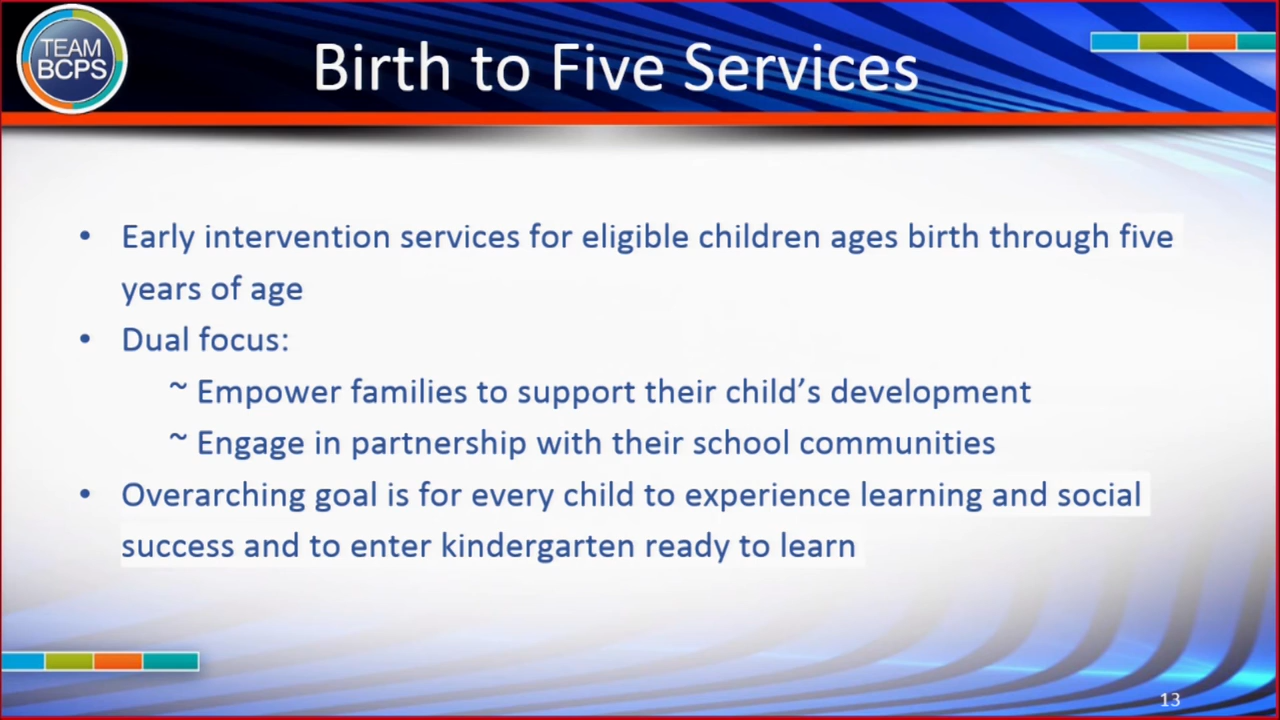 TEAM
BCPS
Birth to Five Services
• Early intervention services for eligible children ages birth through five
years of age
• Dual focus:
~ Empower families to support their child’s development
~ Engage in partnership with their school communities
• Overarching goal is for every child to experience learning and social
success and to enter kindergarten ready to learn
13